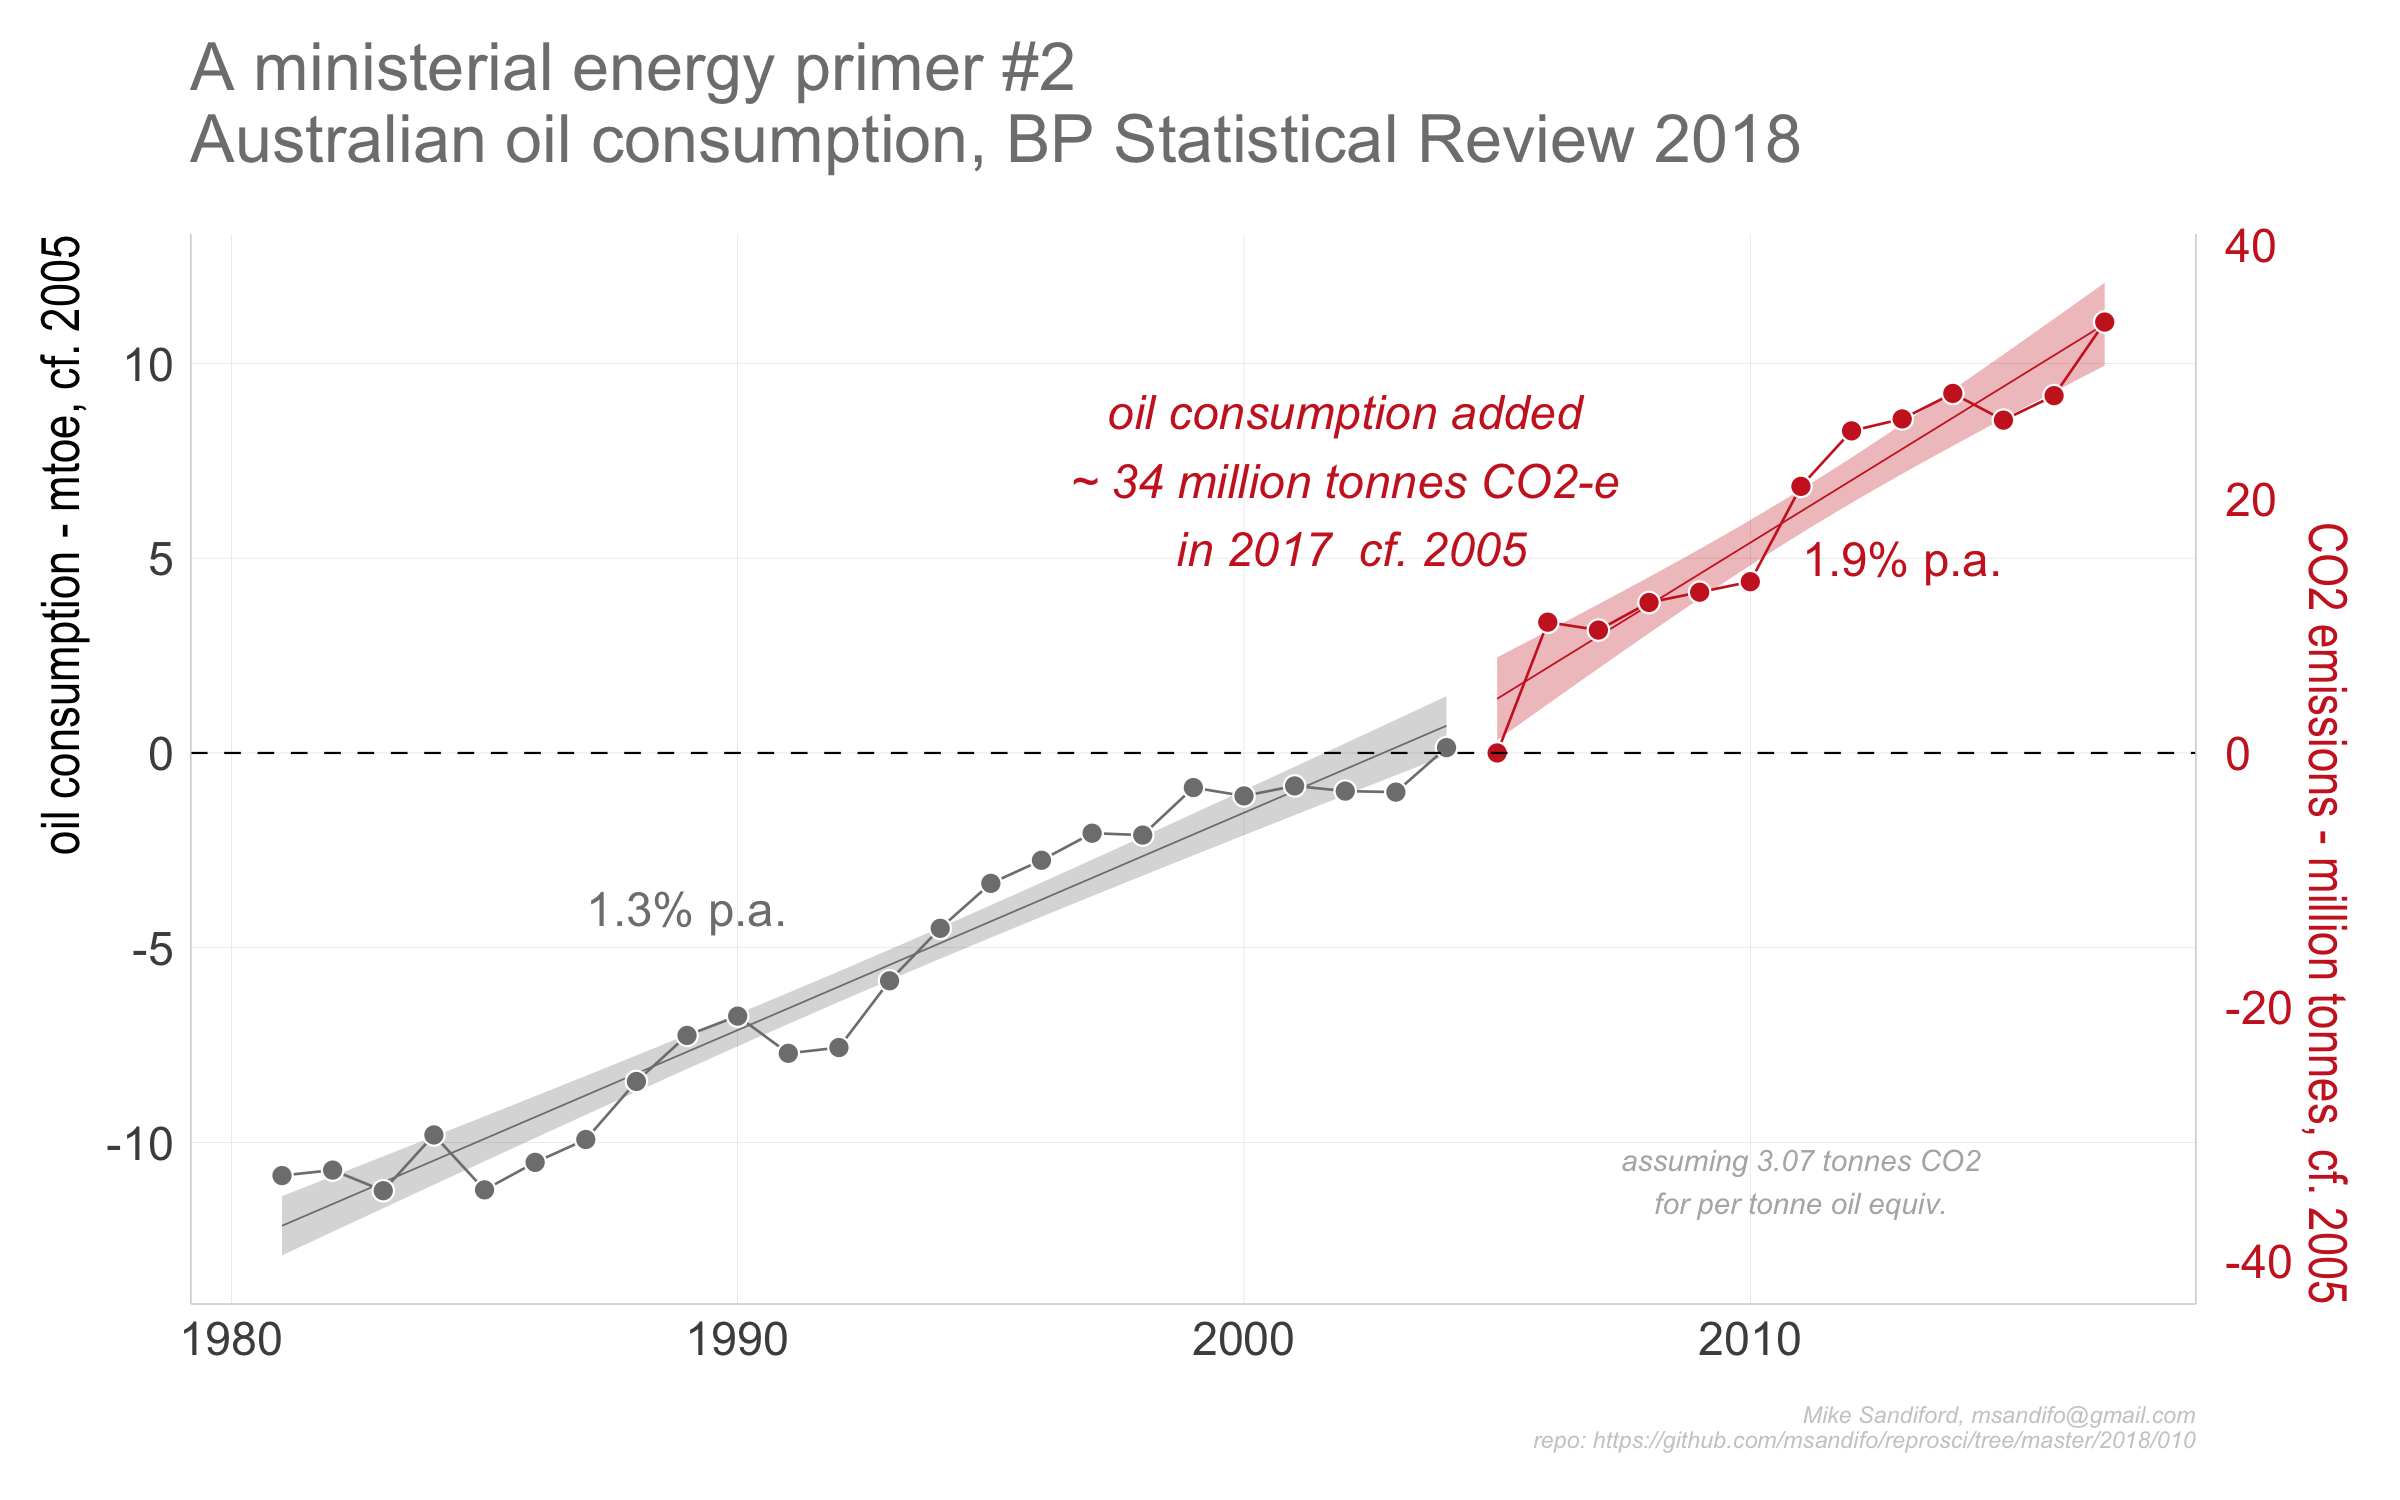 A ministerial energy primer #2
Australian oil consumption, BP Statistical Review 2018
oil consumption - mtoe, cf. 2005
10
5
0
-5
-10
40
20
0
-20
-40
CO2 emissions - million tonnes, cf. 2005
oil consumption added
~ 34 million tonnes CO2-e
in 2017 cf. 2005
1.9% p.a.
1.3% p.a.
assuming 3.07 tonnes CO2
for per tonne oil equiv.
1980
1990
2000
2010
Mike Sandiford, msandifo@gmail.com
repo: https://github.com/msandifo/reprosci/tree/master/2018/010